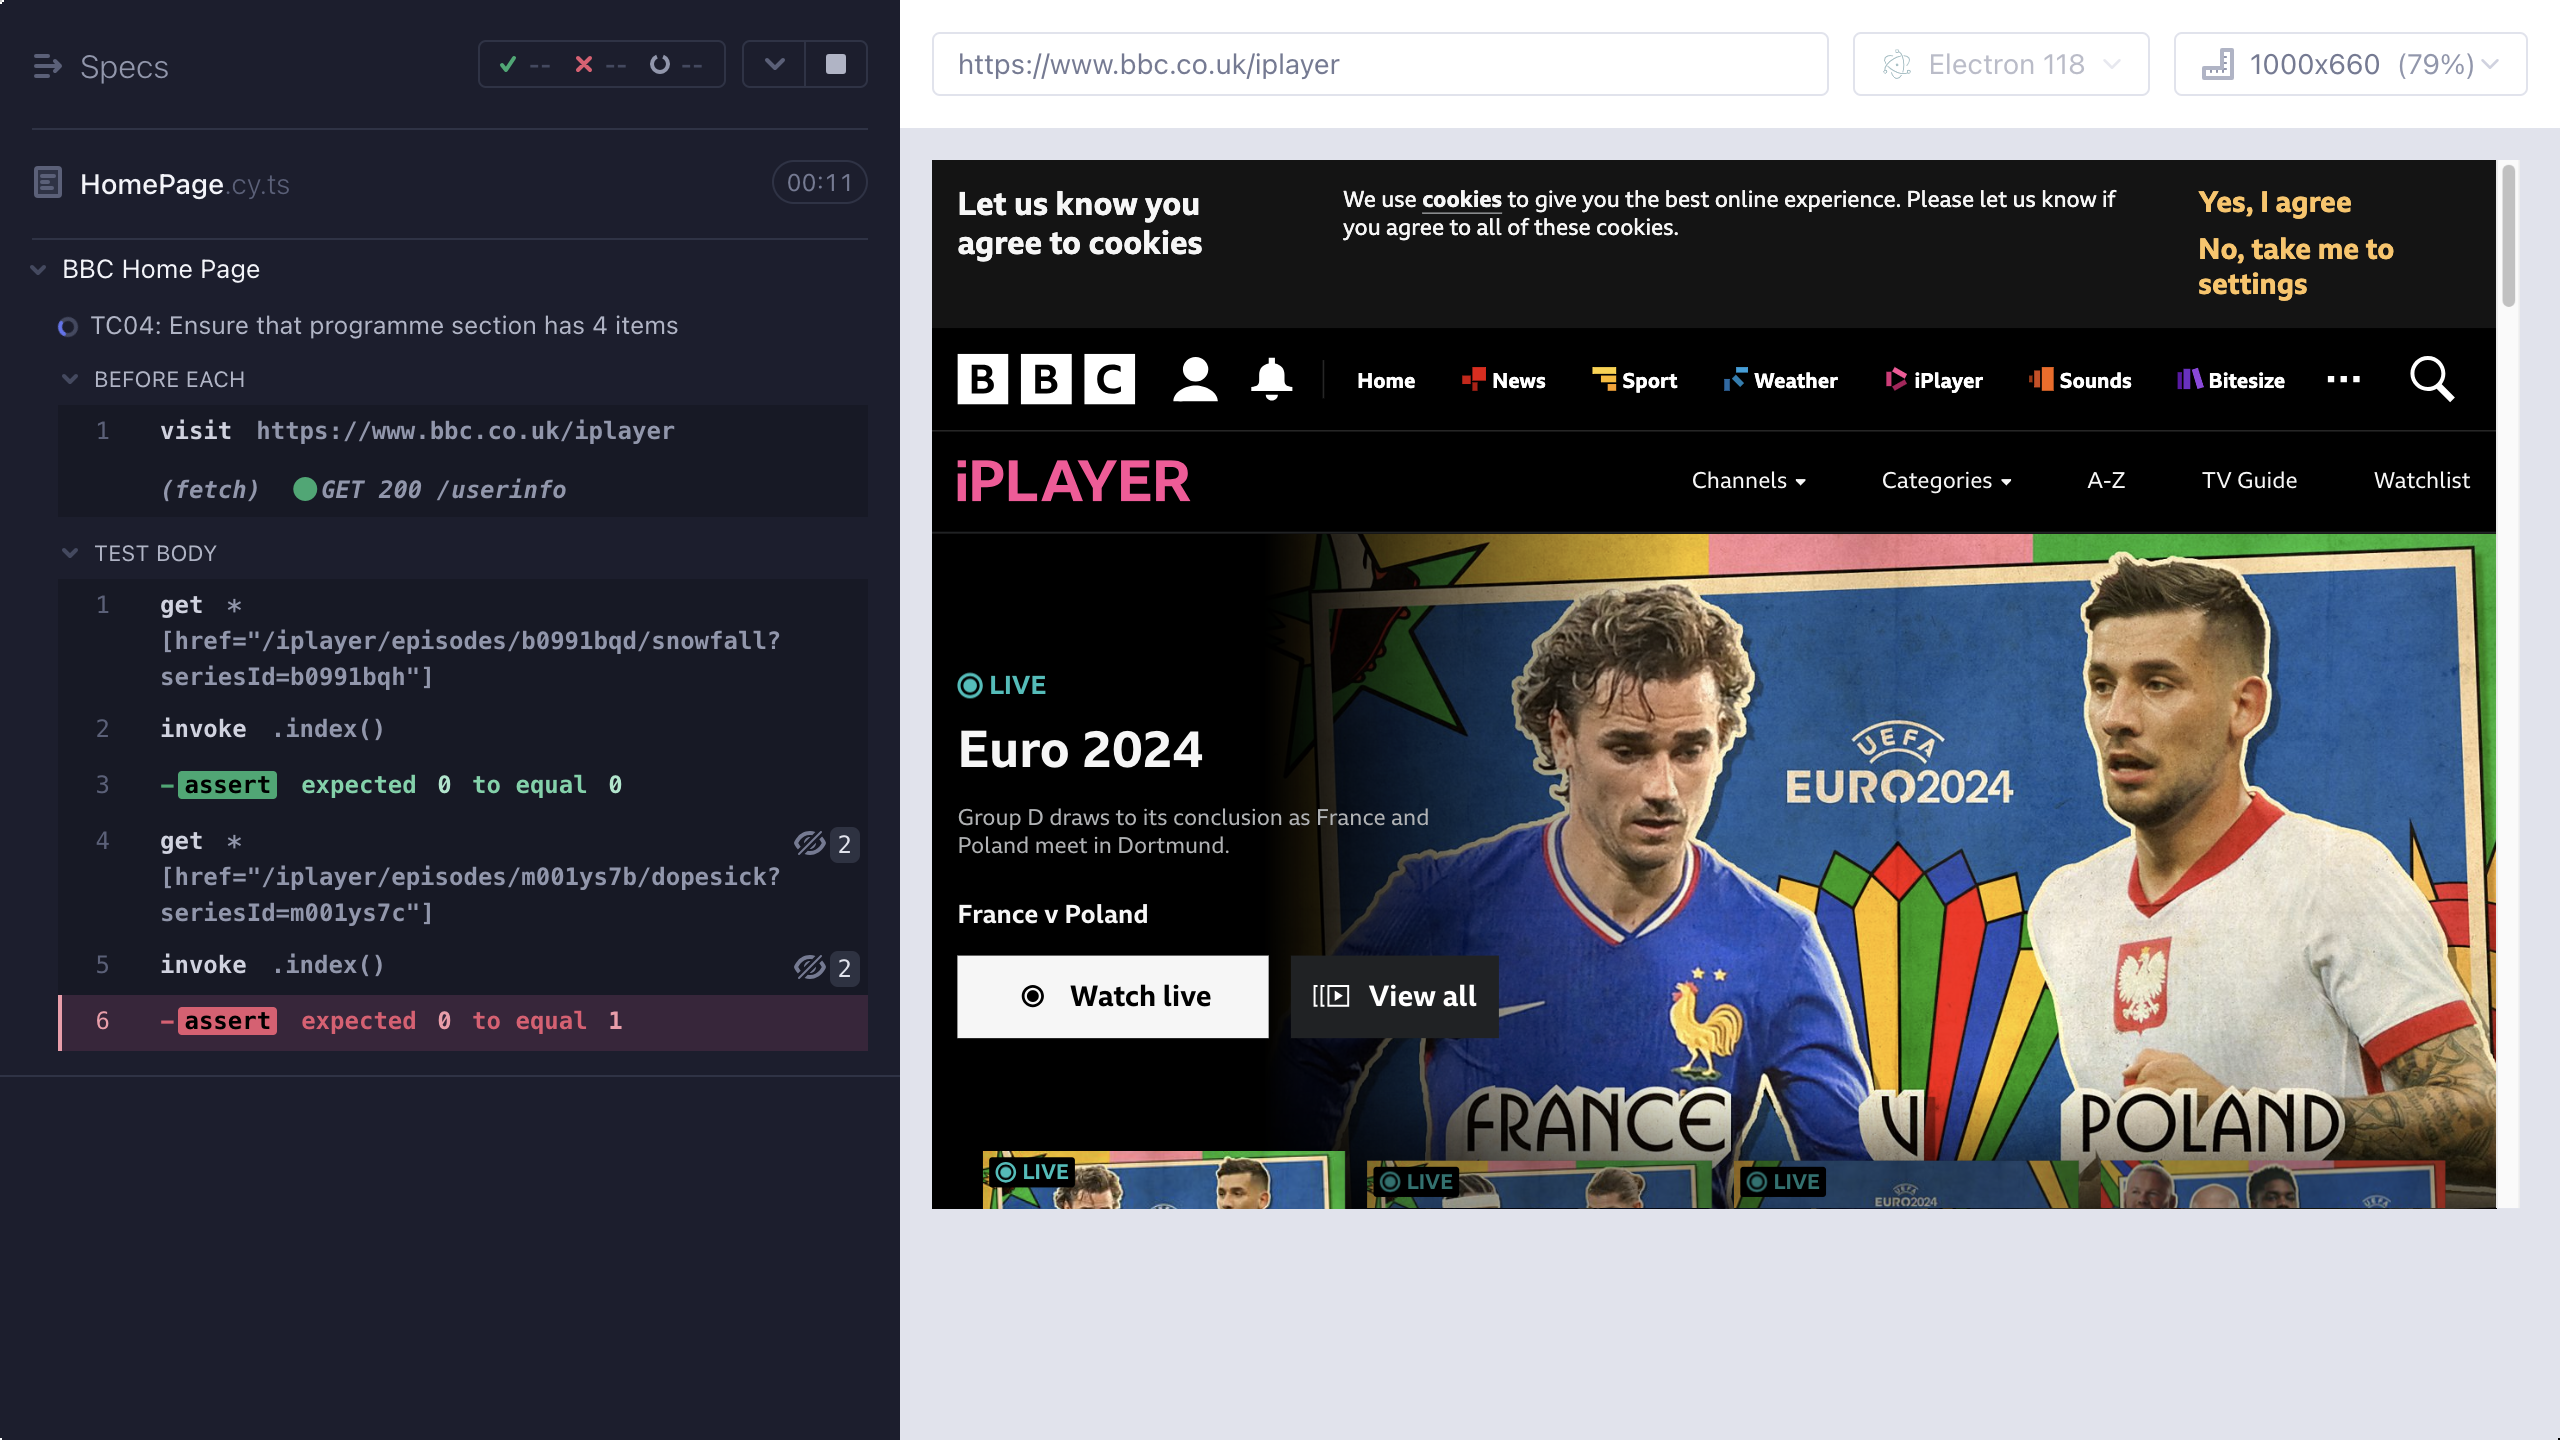 Specs
-- -- --
HomePage.cy.ts
00:11
BBC Home Page
TC04: Ensure that programme section has 4 items
BEFORE EACH
1 visit https://www.bbc.co.uk/iplayer
(fetch) GET 200 /userinfo
TEST BODY
1 get *
[href="/iplayer/episodes/b0991bqd/snowfall?
seriesId=b0991bqh"]
2 invoke .index()
3 -assert expected 0 to equal 0
4 get * 2
[href="/iplayer/episodes/m001ys7b/dopesick?
seriesId=m001ys7c"]
5 invoke .index() 2
6 -assert expected 0 to equal 1
https://www.bbc.co.uk/iplayer
Electron 118
1000x660 (79%)
Let us know you
agree to cookies
We use cookies to give you the best online experience. Please let us know if
you agree to all of these cookies.
Yes, I agree
No, take me to
settings
BBC
Home News Sport Weather iPlayer Sounds Bitesize ...
iPLAYER
Channels Categories A-Z TV Guide Watchlist
LIVE
Euro 2024
Group D draws to its conclusion as France and
Poland meet in Dortmund.
France v Poland
Watch live
View all
UEFA
EURO2024
FRANCE V POLAND
LIVE
LIVE
LIVE
EURO2024